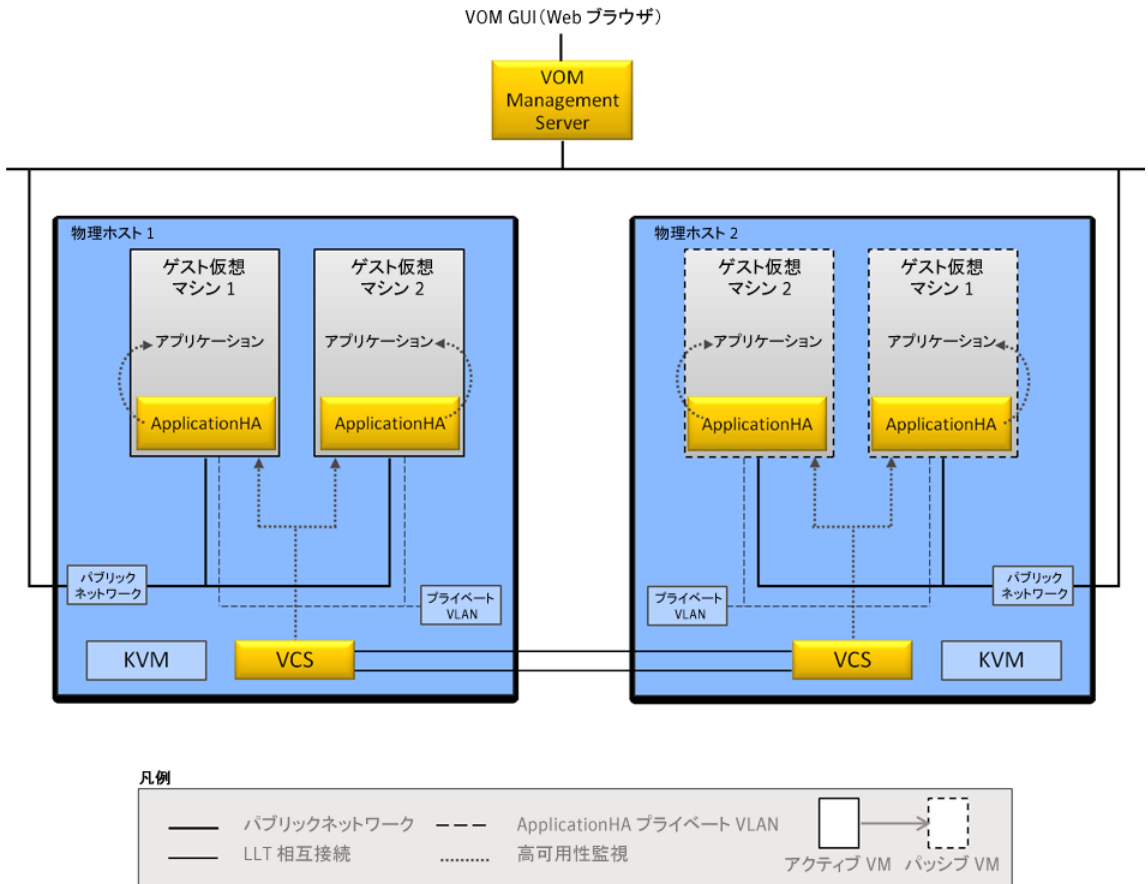 VOM GUI（Web ブラウザ）
VOM
Management
Server
物理ホスト 1
ゲスト仮想
マシン 1
アプリケーション
ApplicationHA
ゲスト仮想
マシン 2
アプリケーション
ApplicationHA
パブリック
ネットワーク
プライベート
VLAN
KVM
VCS
物理ホスト 2
ゲスト仮想
マシン 2
アプリケーション
ApplicationHA
ゲスト仮想
マシン 1
アプリケーション
ApplicationHA
プライベート
VLAN
パブリック
ネットワーク
VCS
KVM
凡例
パブリックネットワーク
ApplicationHA プライベート VLAN
LLT 相互接続
高可用性監視
アクティブ VM
パッシブ VM